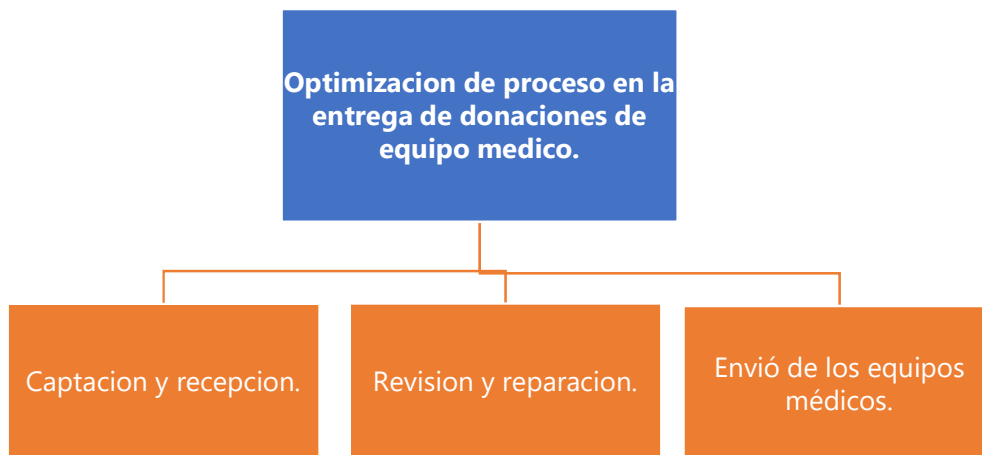 Optimizacion de proceso en la
entrega de donaciones de
equipo medico.
Captacion y recepcion.
Revision y reparacion.
Envió de los equipos
médicos.